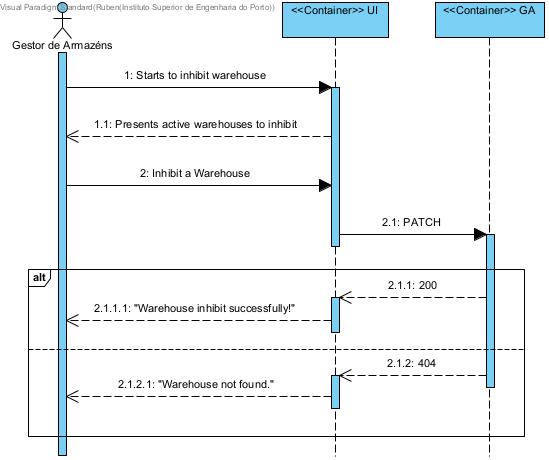 Visual Paradigm Standard(Ruben(Instituto Superior de Engenharia do Porto))
<<Container>> UI
<<Container>> GA
Gestor de Armazéns
1: Starts to inhibit warehouse
1.1: Presents active warehouses to inhibit
2: Inhibit a Warehouse
2.1: PATCH
alt
2.1.1: 200
2.1.1.1: "Warehouse inhibit successfully!"
2.1.2: 404
2.1.2.1: "Warehouse not found."